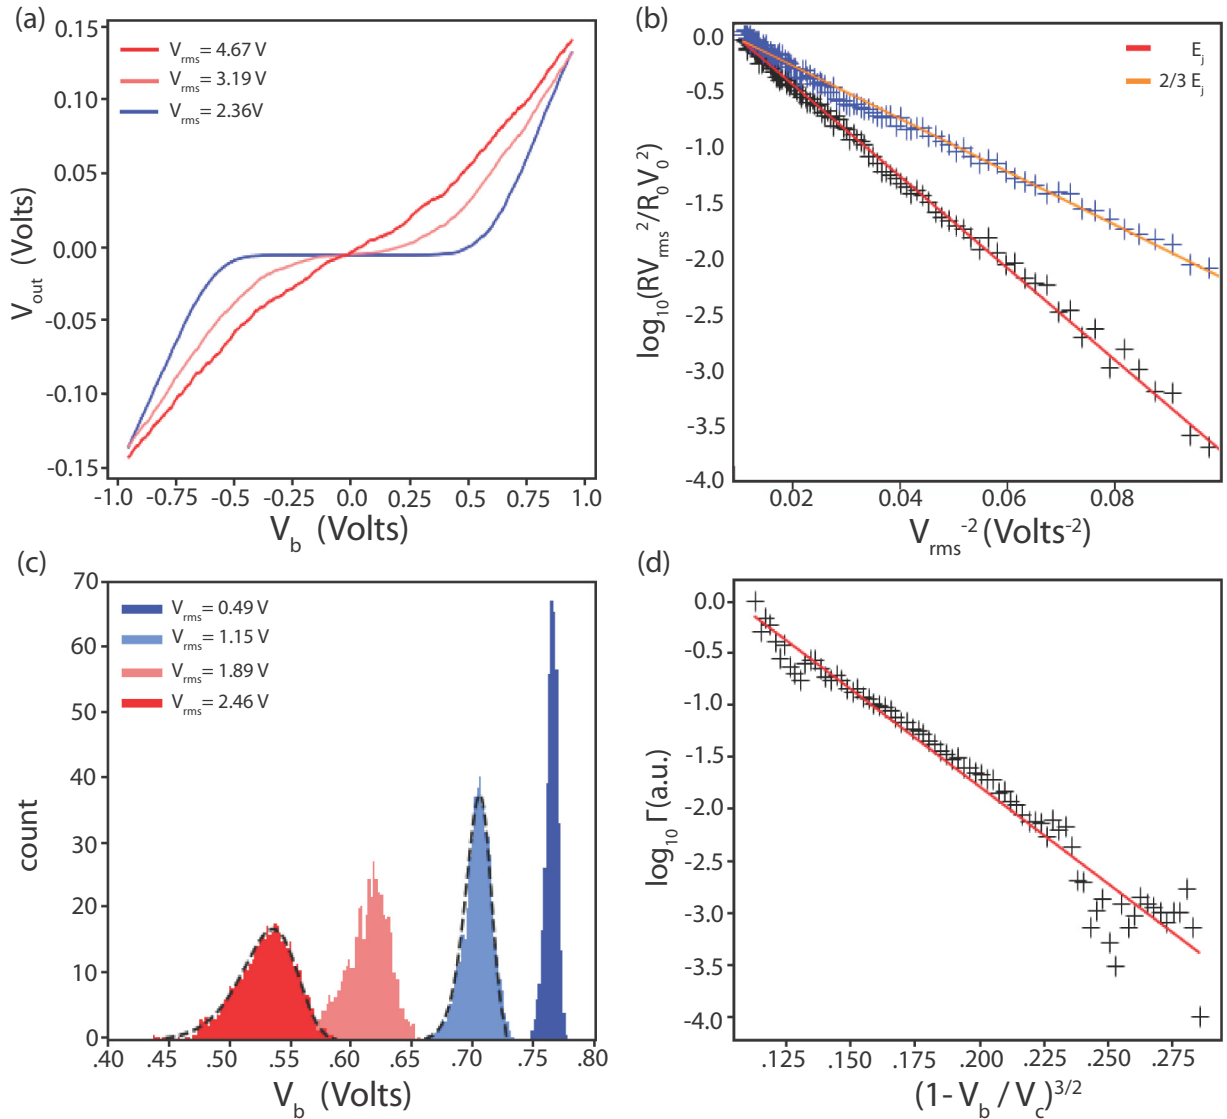 (a)
0.15
0.10
0.05
0.00
-0.05
-0.10
-0.15
V_out (Volts)
V_rms = 4.67 V
V_rms = 3.19 V
V_rms = 2.36V
-1.0 -0.75 -0.5 -0.25 0.0 0.25 0.50 0.75 1.0
V_b (Volts)
(b)
0.0
-0.5
-1.0
-1.5
-2.0
-2.5
-3.0
-3.5
-4.0
log₁₀(RV_rms²/R₀V₀²)
E_j
2/3 E_j
0.02 0.04 0.06 0.08
V_rms⁻² (Volts⁻²)
(c)
70
60
50
40
30
20
10
0
count
V_rms = 0.49 V
V_rms = 1.15 V
V_rms = 1.89 V
V_rms = 2.46 V
.40 .45 .50 .55 .60 .65 .70 .75 .80
V_b (Volts)
(d)
0.0
-0.5
-1.0
-1.5
-2.0
-2.5
-3.0
-3.5
-4.0
log₁₀ Γ(a.u.)
.125 .150 .175 .200 .225 .250 .275
(1- V_b / V_c)³/²